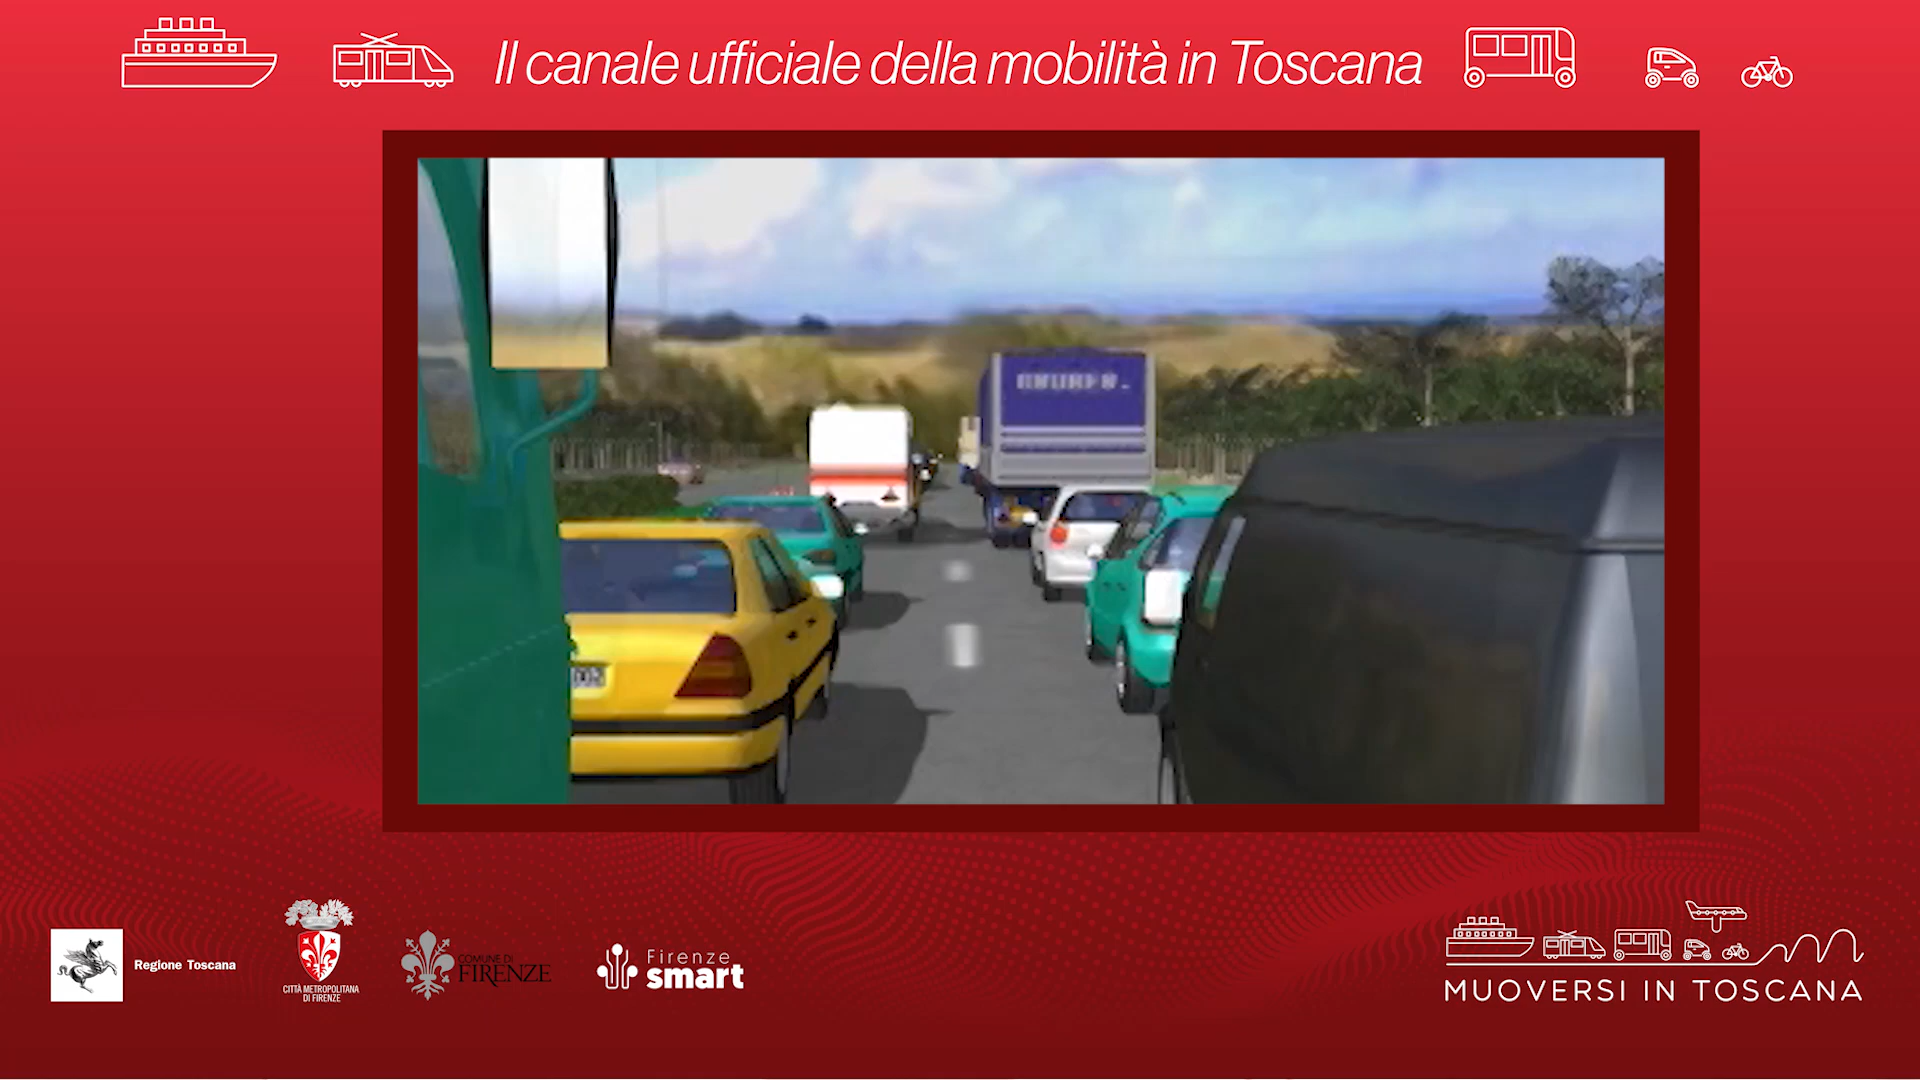 Il canale ufficiale della mobilità in Toscana
Regione Toscana
CITTÀ METROPOLITANA
DI FIRENZE
COMUNE DI
FIRENZE
Firenze
smart
MUOVERSI IN TOSCANA